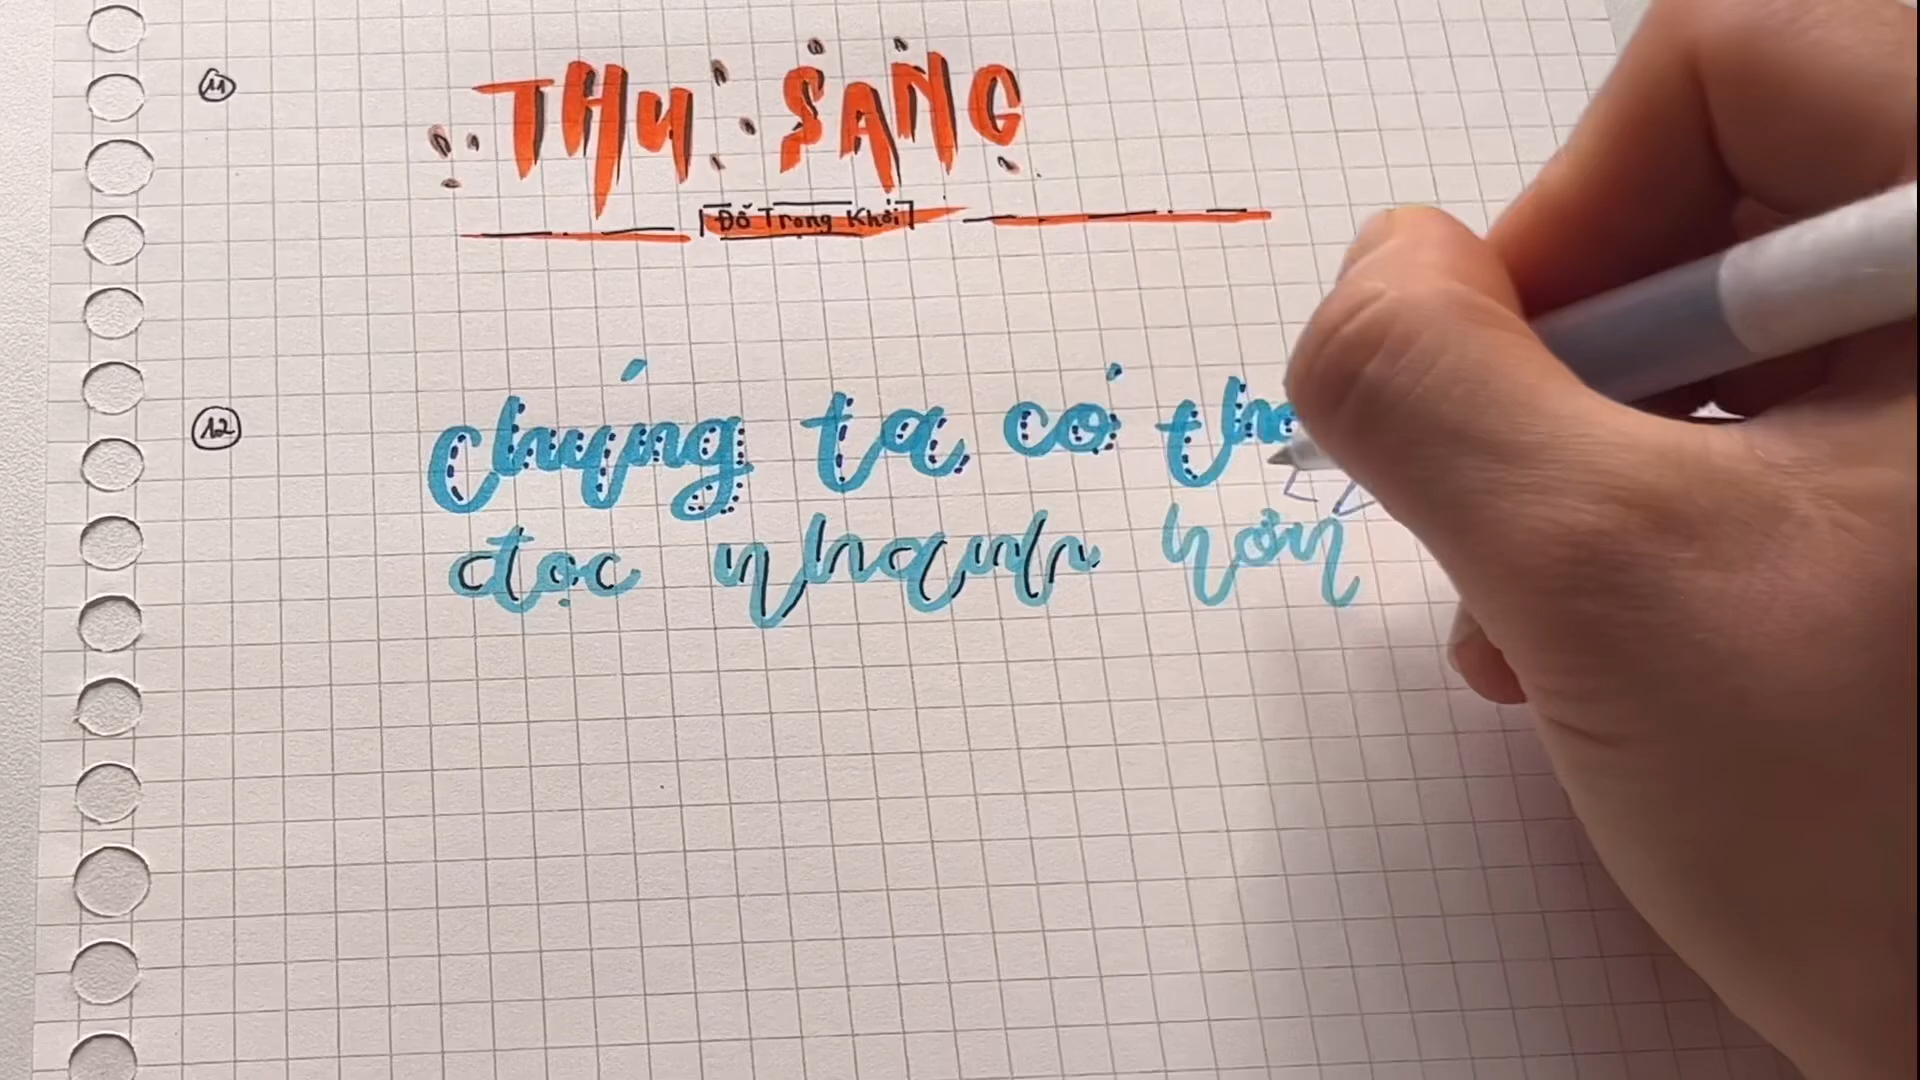 11
THU SANG
Đỗ Trọng Khơi
12
chúng ta có
đọc nhanh hơn